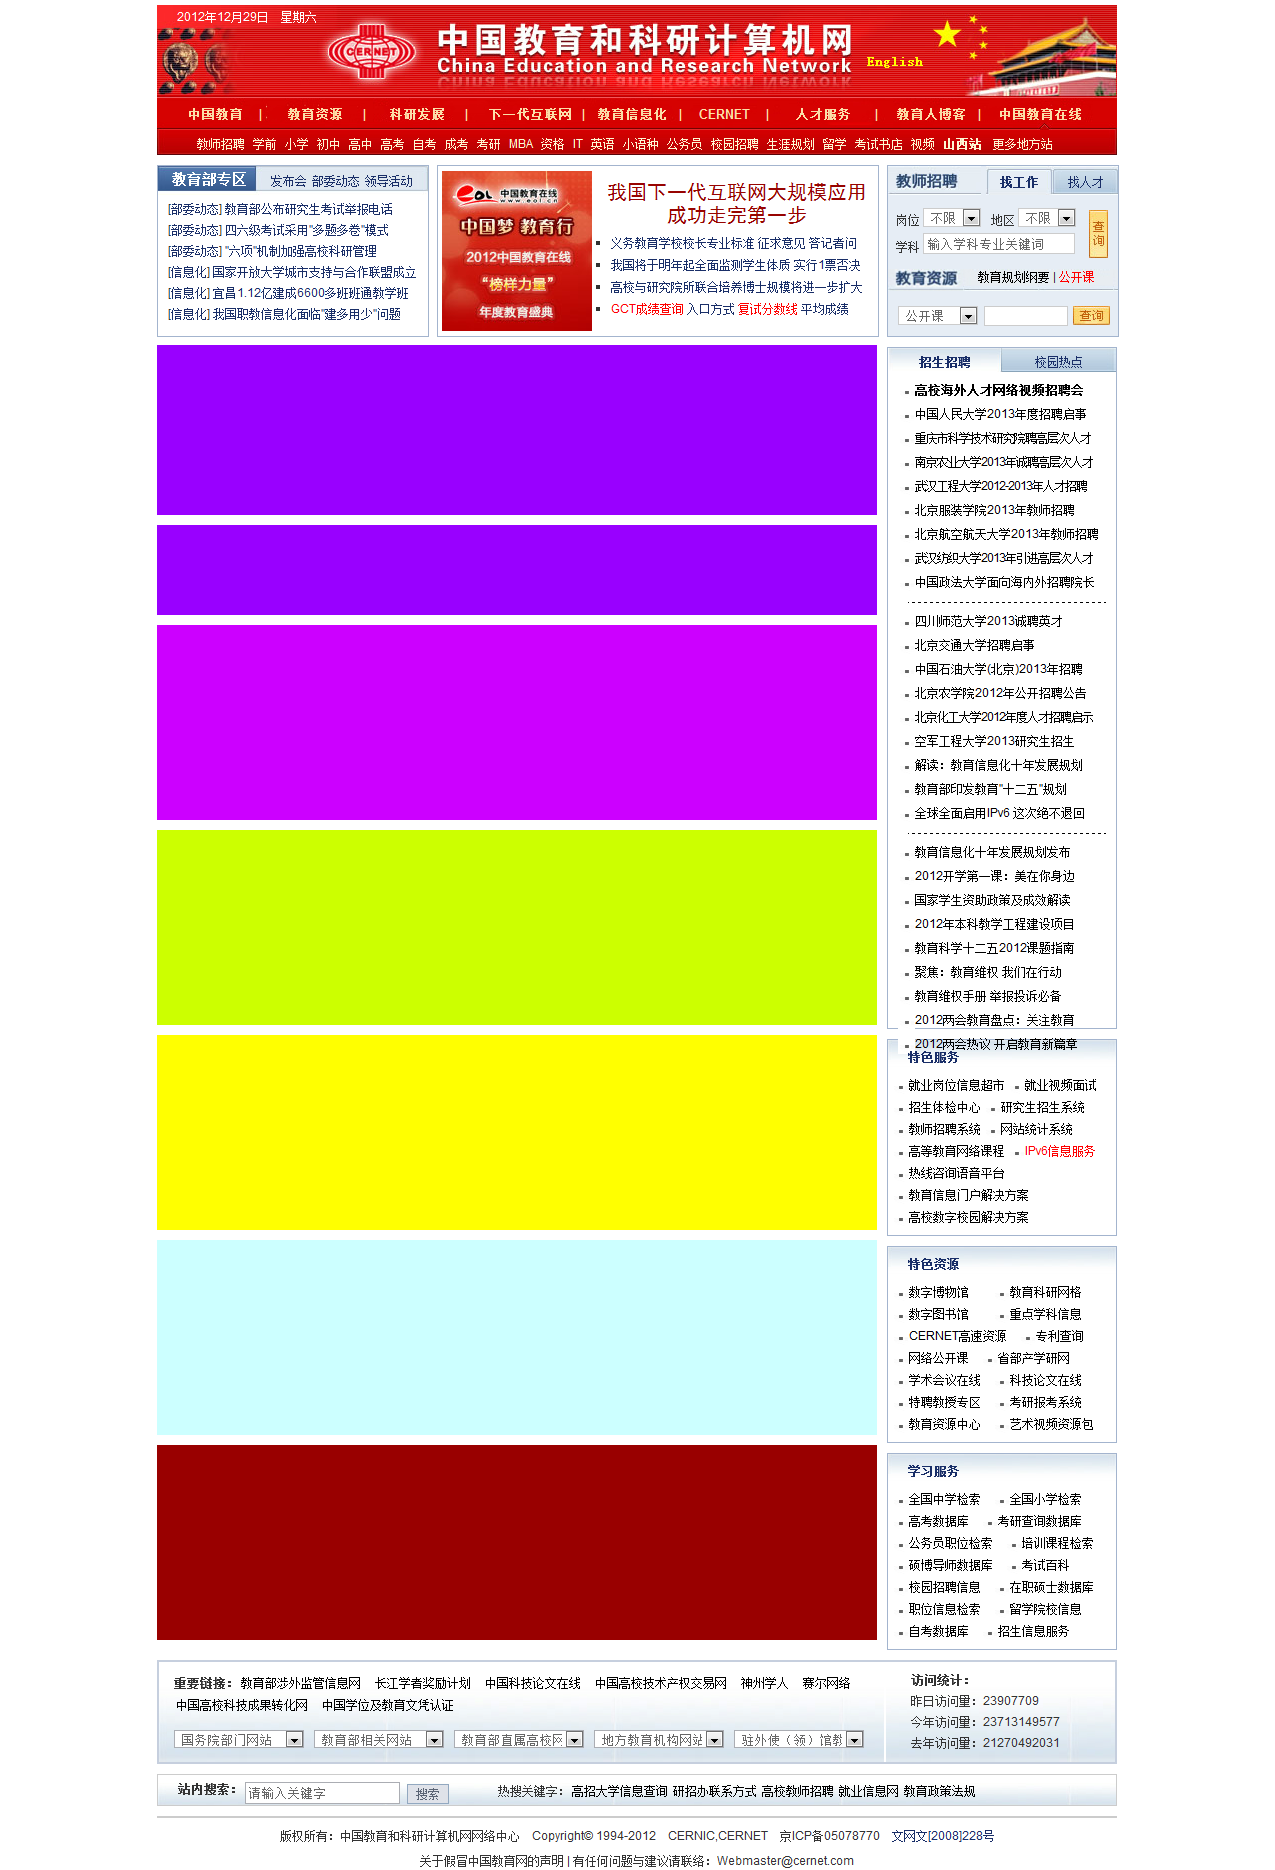 2012年12月29日 星期六
CERNET
中国教育和科研计算机网
China Education and Research Network
English
中国教育 | 教育资源 | 科研发展 | 下一代互联网 | 教育信息化 | CERNET | 人才服务 | 教育人博客 | 中国教育在线
教师招聘 学前 小学 初中 高中 高考 自考 成考 考研 MBA 资格 IT 英语 小语种 公务员 校园招聘 生涯规划 留学 考试书店 视频 山西站 更多地方站
教育部专区 发布会 部委动态 领导活动
[部委动态] 教育部公布研究生考试举报电话
[部委动态] 四六级考试采用"多题多卷"模式
[部委动态] "六项"机制加强高校科研管理
[信息化] 国家开放大学城市支持与合作联盟成立
[信息化] 宜昌1.12亿建成6600多班班通教学班
[信息化] 我国职教信息化面临"建多用少"问题
eol 中国教育在线
www.eol.cn
中国梦 教育行
2012中国教育在线
"榜样力量"
年度教育盛典
我国下一代互联网大规模应用
成功走完第一步
义务教育学校校长专业标准 征求意见 答记者问
我国将于明年起全面监测学生体质 实行1票否决
高校与研究院所联合培养博士规模将进一步扩大
GCT成绩查询 入口方式 复试分数线 平均成绩
教师招聘 找工作 找人才
岗位 不限 地区 不限
学科 输入学科专业关键词
查询
教育资源 教育规划纲要 | 公开课
公开课 查询
招生招聘 校园热点
高校海外人才网络视频招聘会
中国人民大学2013年度招聘启事
重庆市科学技术研究院聘高层次人才
南京农业大学2013年诚聘高层次人才
武汉工程大学2012-2013年人才招聘
北京服装学院2013年教师招聘
北京航空航天大学2013年教师招聘
武汉纺织大学2013年引进高层次人才
中国政法大学面向海内外招聘院长
四川师范大学2013诚聘英才
北京交通大学招聘启事
中国石油大学(北京)2013年招聘
北京农学院2012年公开招聘公告
北京化工大学2012年度人才招聘启示
空军工程大学2013研究生招生
解读：教育信息化十年发展规划
教育部印发教育"十二五"规划
全球全面启用IPv6 这次绝不退回
教育信息化十年发展规划发布
2012开学第一课：美在你身边
国家学生资助政策及成效解读
2012年本科教学工程建设项目
教育科学十二五2012课题指南
聚焦：教育维权 我们在行动
教育维权手册 举报投诉必备
2012两会教育盘点：关注教育
2012两会热议 开启教育新篇章
特色服务
就业岗位信息超市 就业视频面试
招生体检中心 研究生招生系统
教师招聘系统 网站统计系统
高等教育网络课程 IPv6信息服务
热线咨询语音平台
教育信息门户解决方案
高校数字校园解决方案
特色资源
数字博物馆 教育科研网格
数字图书馆 重点学科信息
CERNET高速资源 专利查询
网络公开课 省部产学研网
学术会议在线 科技论文在线
特聘教授专区 考研报考系统
教育资源中心 艺术视频资源包
学习服务
全国中学检索 全国小学检索
高考数据库 考研查询数据库
公务员职位检索 培训课程检索
硕博导师数据库 考试百科
校园招聘信息 在职硕士数据库
职位信息检索 留学院校信息
自考数据库 招生信息服务
重要链接：教育部涉外监管信息网 长江学者奖励计划 中国科技论文在线 中国高校技术产权交易网 神州学人 赛尔网络
中国高校科技成果转化网 中国学位及教育文凭认证
国务院部门网站 教育部相关网站 教育部直属高校网 地方教育机构网站 驻外使（领）馆教
访问统计：
昨日访问量：23907709
今年访问量：23713149577
去年访问量：21270492031
站内搜索： 请输入关键字 搜索 热搜关键字：高招大学信息查询 研招办联系方式 高校教师招聘 就业信息网 教育政策法规
版权所有：中国教育和科研计算机网网络中心 Copyright© 1994-2012 CERNIC,CERNET 京ICP备05078770 文网文[2008]228号
关于假冒中国教育网的声明 | 有任何问题与建议请联络：Webmaster@cernet.com